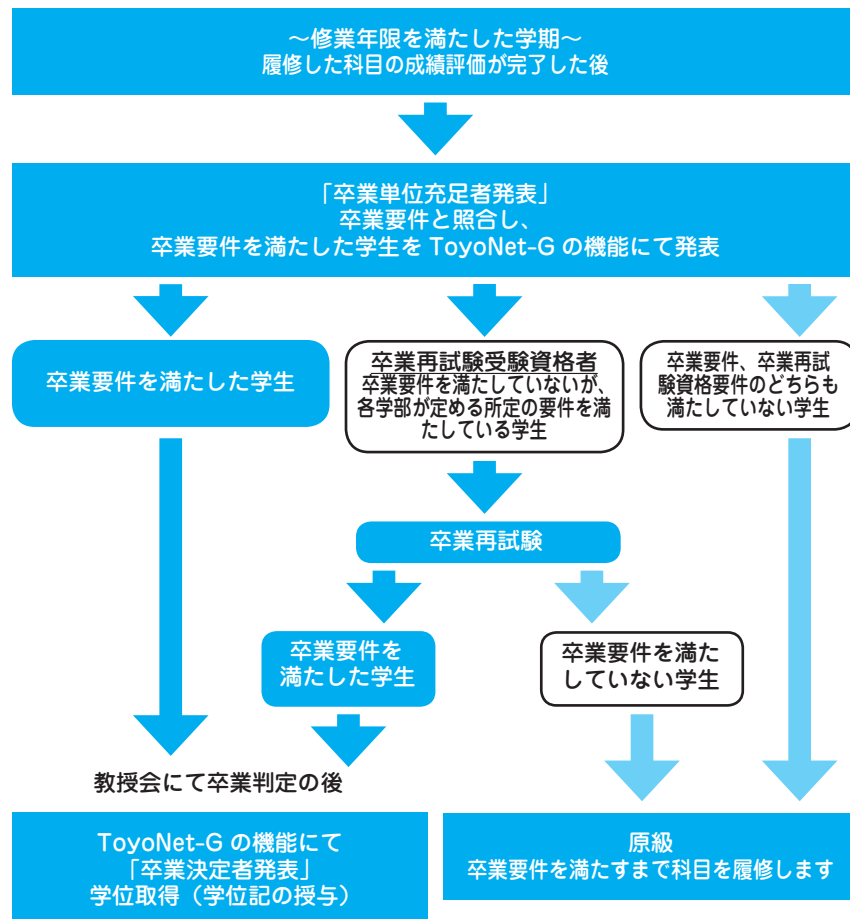 ～修業年限を満たした学期～
履修した科目の成績評価が完了した後
「卒業単位充足者発表」
卒業要件と照合し、
卒業要件を満たした学生を ToyoNet-G の機能にて発表
卒業要件を満たした学生
卒業再試験受験資格者
卒業要件を満たしていないが、
各学部が定める所定の要件を満
たしている学生
卒業要件、卒業再試
験資格要件のどちらも
満たしていない学生
卒業再試験
卒業要件を
満たした学生
卒業要件を満た
していない学生
教授会にて卒業判定の後
ToyoNet-G の機能にて
「卒業決定者発表」
学位取得（学位記の授与）
原級
卒業要件を満たすまで科目を履修します